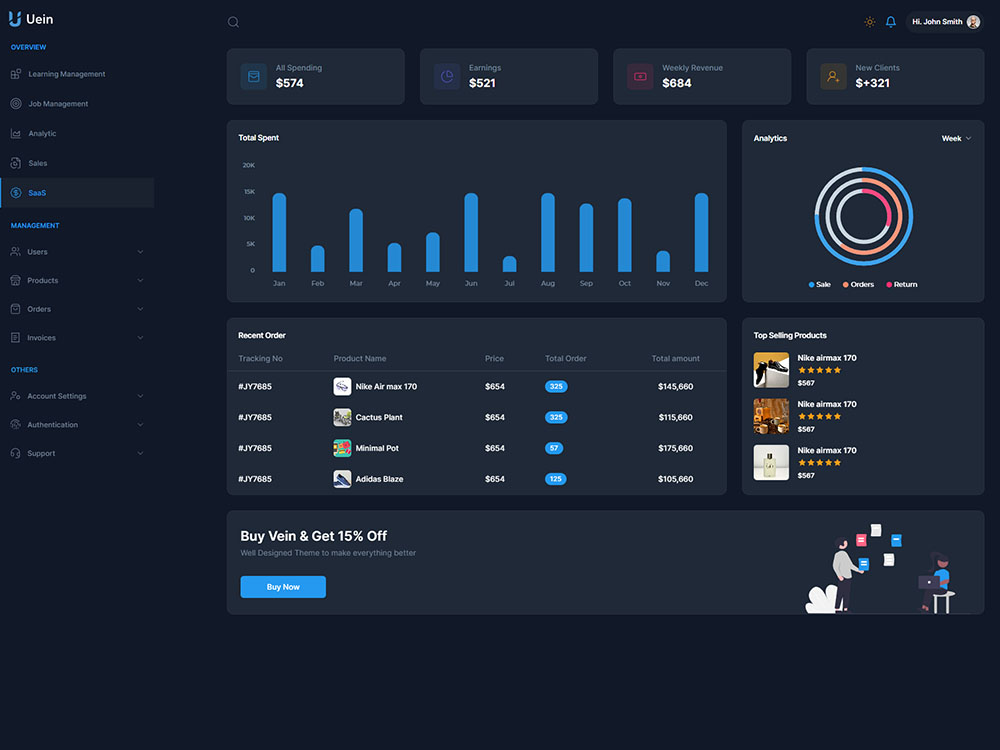 Uein
Hi. John Smith
OVERVIEW
Learning Management
Job Management
Analytic
Sales
SaaS
MANAGEMENT
Users
Products
Orders
Invoices
OTHERS
Account Settings
Authentication
Support
All Spending
$574
Earnings
$521
Weekly Revenue
$684
New Clients
$+321
Total Spent
20K
15K
10K
5K
0
Jan Feb Mar Apr May Jun Jul Aug Sep Oct Nov Dec
Analytics Week
Sale Orders Return
Recent Order
Tracking No Product Name Price Total Order Total amount
#JY7685 Nike Air max 170 $654 325 $145,660
#JY7685 Cactus Plant $654 325 $115,660
#JY7685 Minimal Pot $654 57 $175,660
#JY7685 Adidas Blaze $654 125 $105,660
Top Selling Products
Nike airmax 170
$567
Nike airmax 170
$567
Nike airmax 170
$567
Buy Vein & Get 15% Off
Well Designed Theme to make everything better
Buy Now